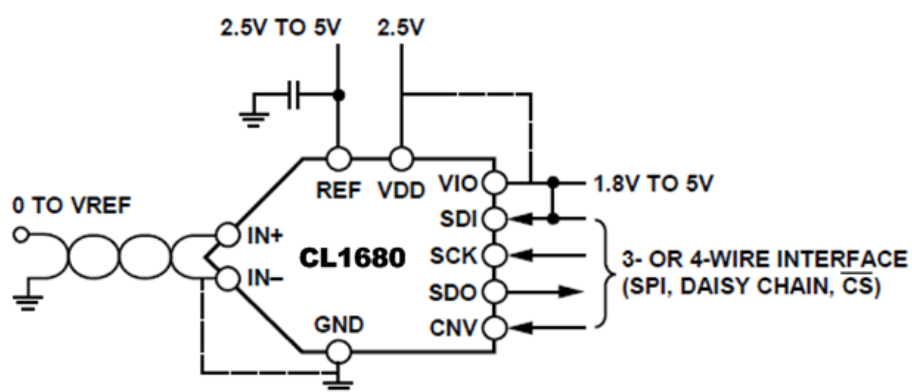 2.5V TO 5V
2.5V
REF
VDD
VIO
1.8V TO 5V
SDI
0 TO VREF
IN+
CL1680
SCK
3- OR 4-WIRE INTERFACE
(SPI, DAISY CHAIN, C̅S̅)
IN–
SDO
GND
CNV